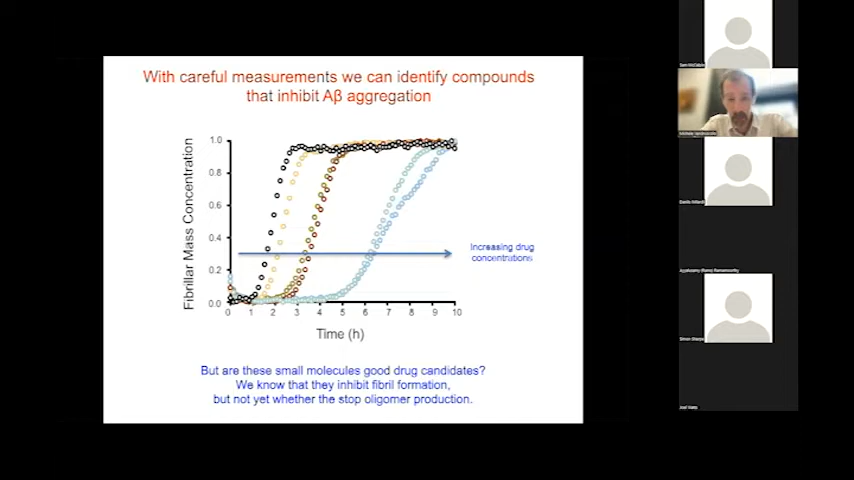 With careful measurements we can identify compounds
that inhibit Aβ aggregation
Fibrillar Mass Concentration
1.0
0.8
0.6
0.4
0.2
0.0
0 1 2 3 4 5 6 7 8 9 10
Time (h)
Increasing drug
concentrations
But are these small molecules good drug candidates?
We know that they inhibit fibril formation,
but not yet whether the stop oligomer production.